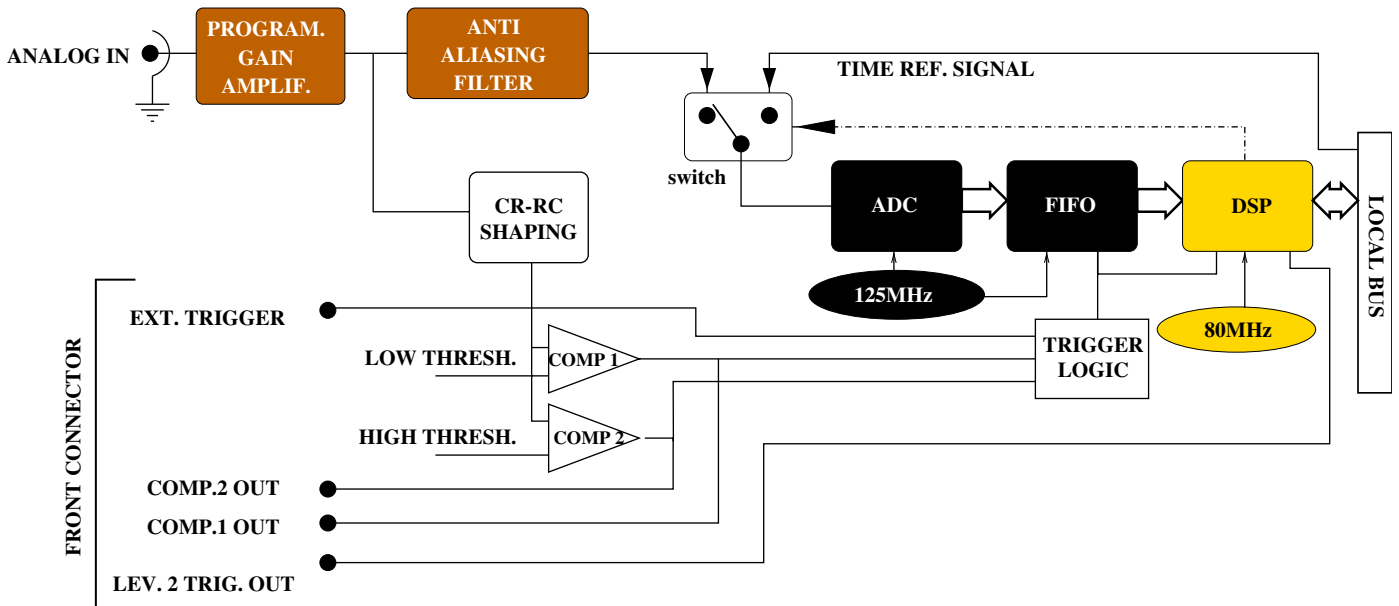 ANALOG IN
PROGRAM.
GAIN
AMPLIF.
ANTI
ALIASING
FILTER
TIME REF. SIGNAL
switch
CR-RC
SHAPING
ADC
FIFO
DSP
LOCAL BUS
125MHz
80MHz
FRONT CONNECTOR
EXT. TRIGGER
LOW THRESH.
COMP 1
TRIGGER
LOGIC
HIGH THRESH.
COMP 2
COMP.2 OUT
COMP.1 OUT
LEV. 2 TRIG. OUT